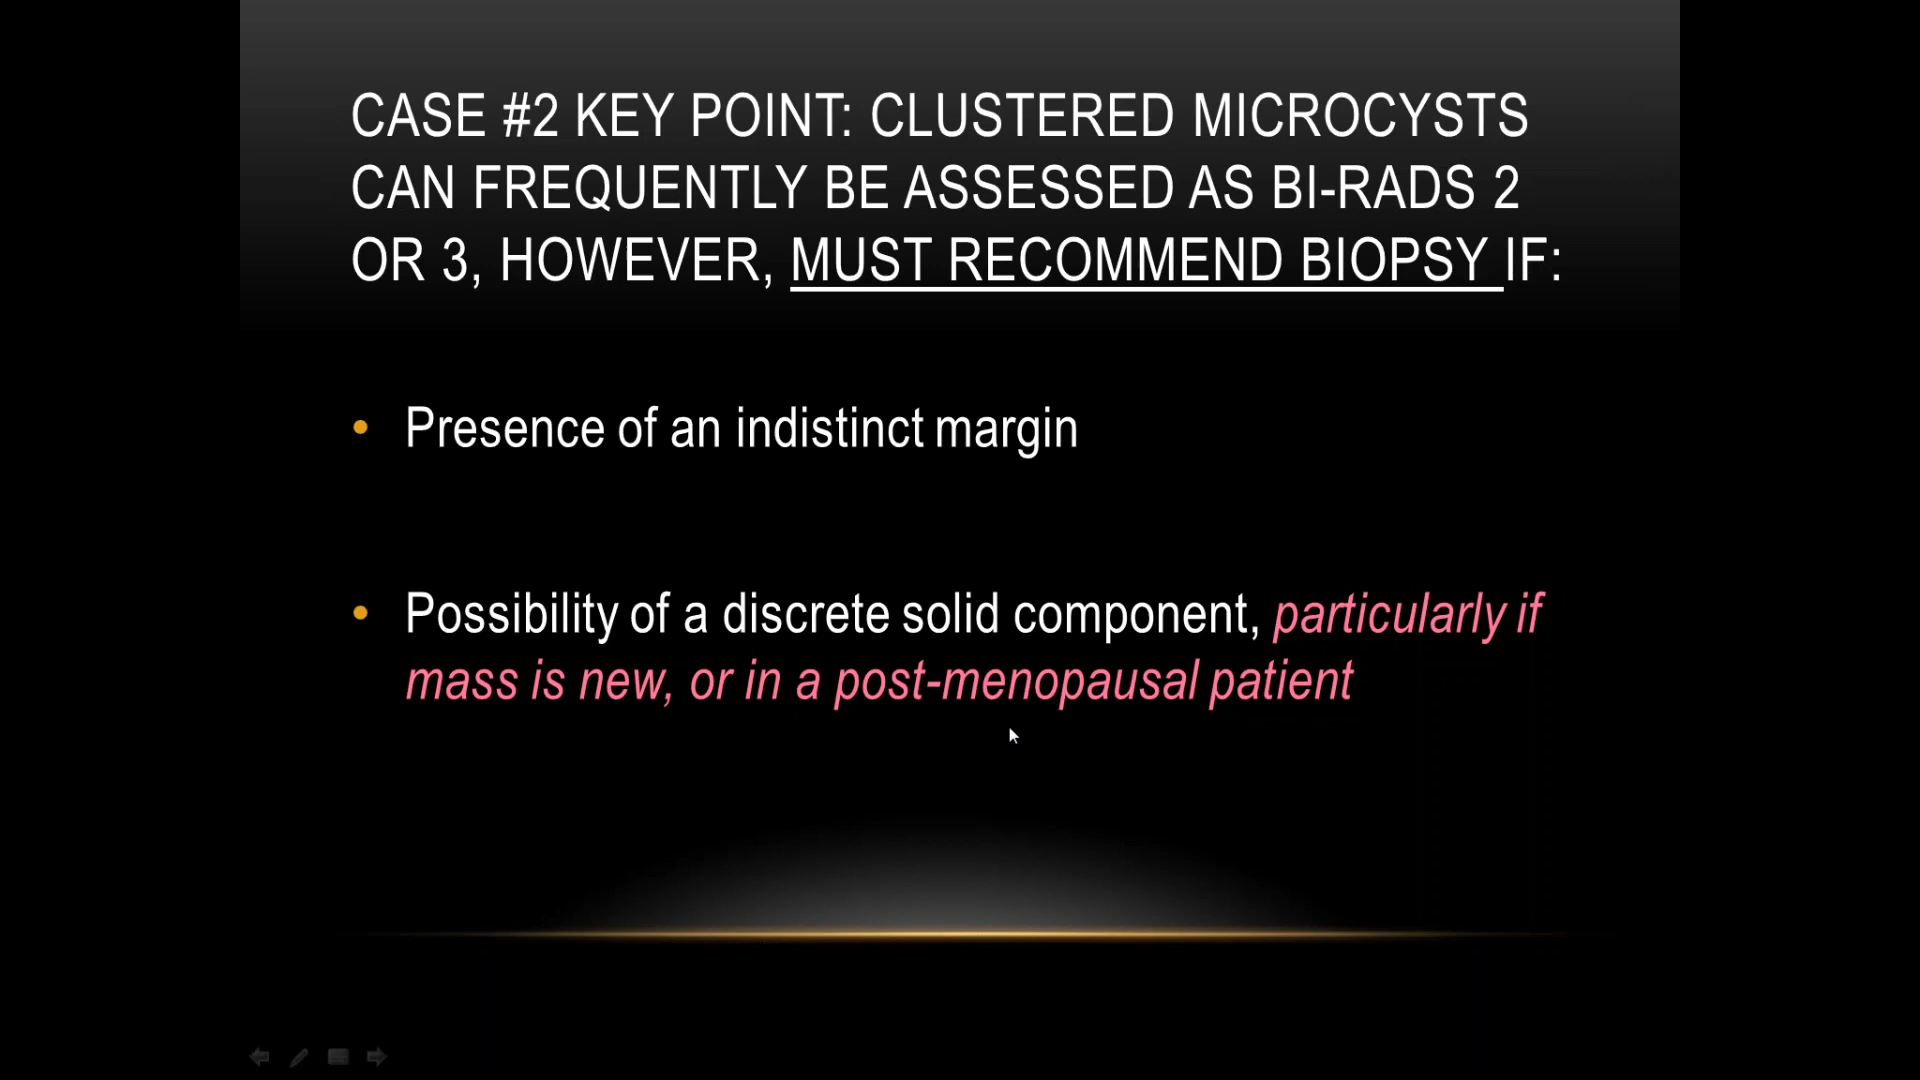 CASE #2 KEY POINT: CLUSTERED MICROCYSTS
CAN FREQUENTLY BE ASSESSED AS BI-RADS 2
OR 3, HOWEVER, MUST RECOMMEND BIOPSY IF:
• Presence of an indistinct margin
• Possibility of a discrete solid component, particularly if
mass is new, or in a post-menopausal patient